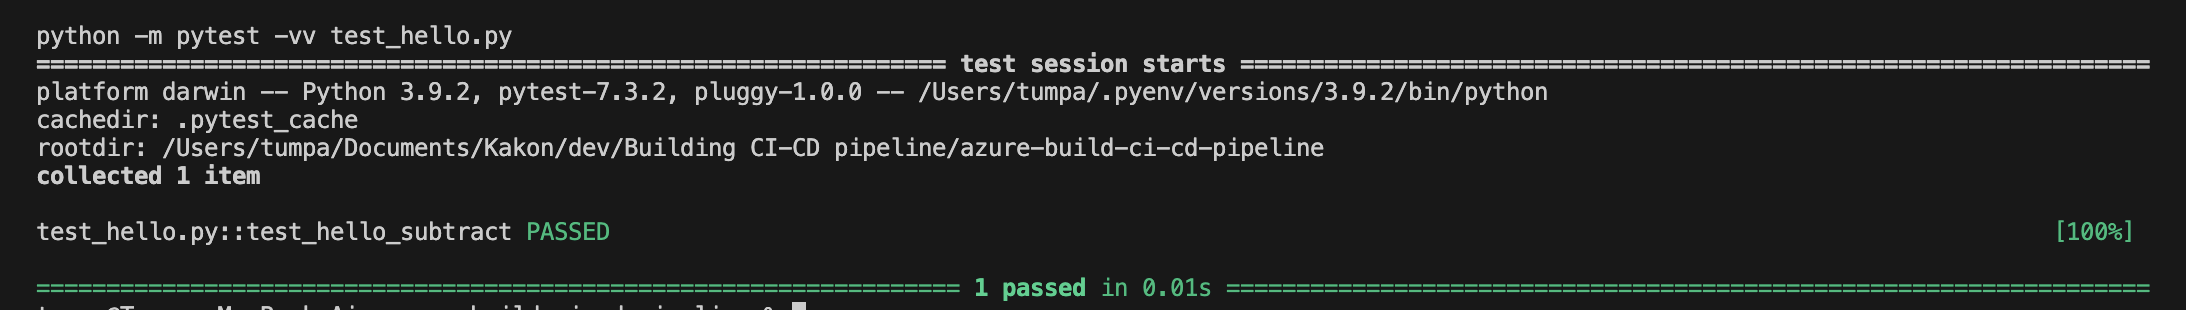 python -m pytest -vv test_hello.py
============================= test session starts =============================
platform darwin -- Python 3.9.2, pytest-7.3.2, pluggy-1.0.0 -- /Users/tumpa/.pyenv/versions/3.9.2/bin/python
cachedir: .pytest_cache
rootdir: /Users/tumpa/Documents/Kakon/dev/Building CI-CD pipeline/azure-build-ci-cd-pipeline
collected 1 item
test_hello.py::test_hello_subtract PASSED [100%]
============================= 1 passed in 0.01s =============================